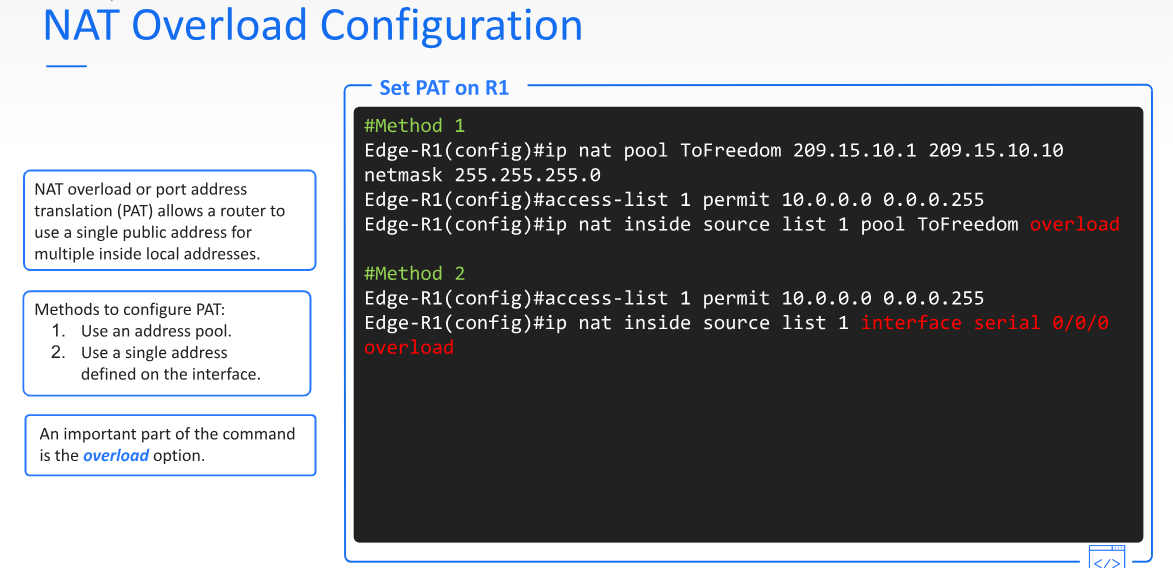 NAT Overload Configuration
Set PAT on R1
NAT overload or port address
translation (PAT) allows a router to
use a single public address for
multiple inside local addresses.
Methods to configure PAT:
1. Use an address pool.
2. Use a single address
defined on the interface.
An important part of the command
is the overload option.
#Method 1
Edge-R1(config)#ip nat pool ToFreedom 209.15.10.1 209.15.10.10
netmask 255.255.255.0
Edge-R1(config)#access-list 1 permit 10.0.0.0 0.0.0.255
Edge-R1(config)#ip nat inside source list 1 pool ToFreedom overload
#Method 2
Edge-R1(config)#access-list 1 permit 10.0.0.0 0.0.0.255
Edge-R1(config)#ip nat inside source list 1 interface serial 0/0/0
overload
</>